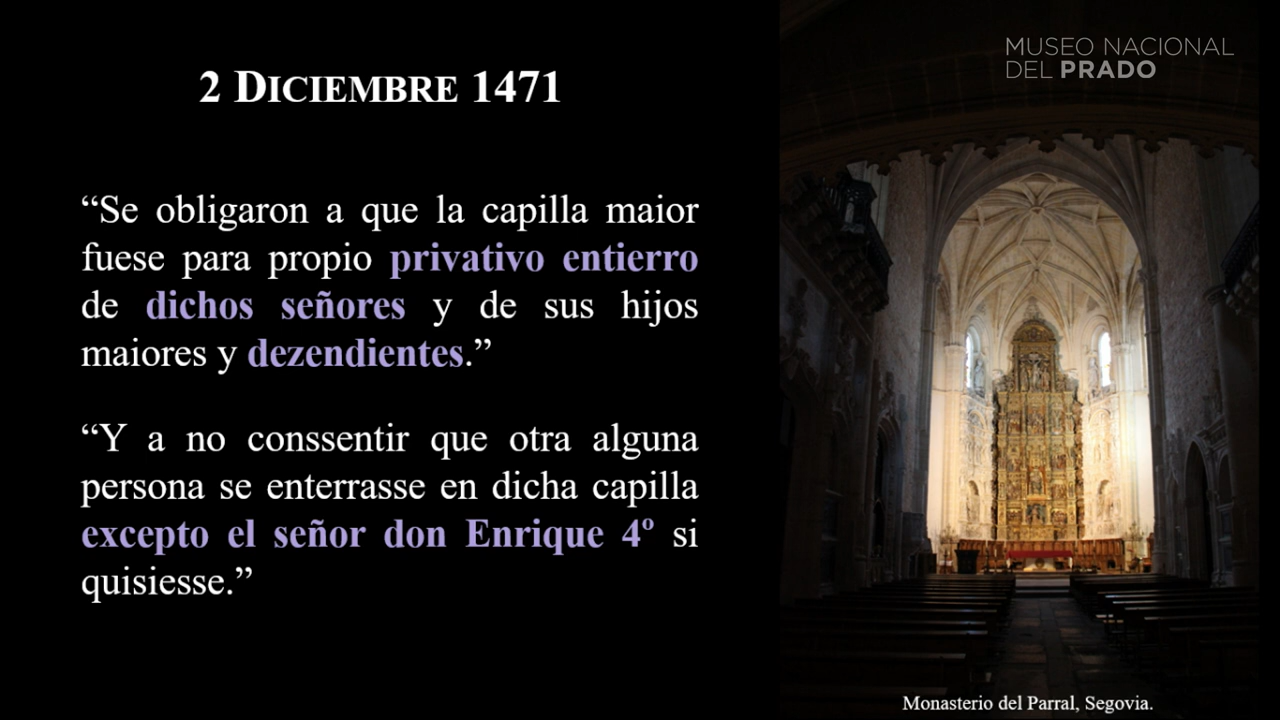 2 DICIEMBRE 1471
“Se obligaron a que la capilla maior
fuese para propio privativo entierro
de dichos señores y de sus hijos
maiores y dezendientes.”
“Y a no conssentir que otra alguna
persona se enterrasse en dicha capilla
excepto el señor don Enrique 4º si
quisiesse.”
MUSEO NACIONAL
DEL PRADO
Monasterio del Parral, Segovia.